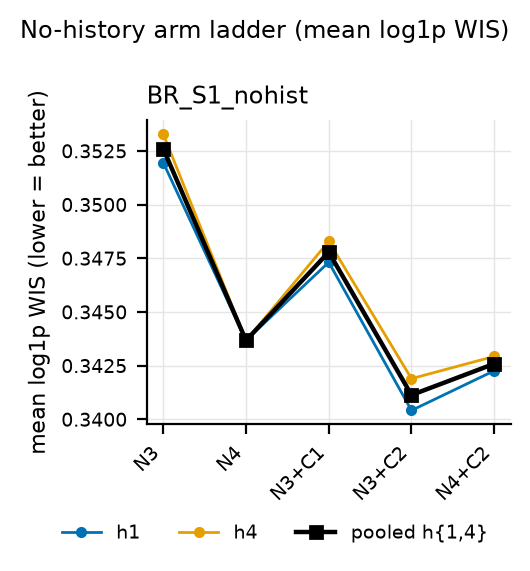 No-history arm ladder (mean log1p WIS)
BR_S1_nohist
mean log1p WIS (lower = better)
0.3525
0.3500
0.3475
0.3450
0.3425
0.3400
N3
N4
N3+C1
N3+C2
N4+C2
h1
h4
pooled h{1,4}